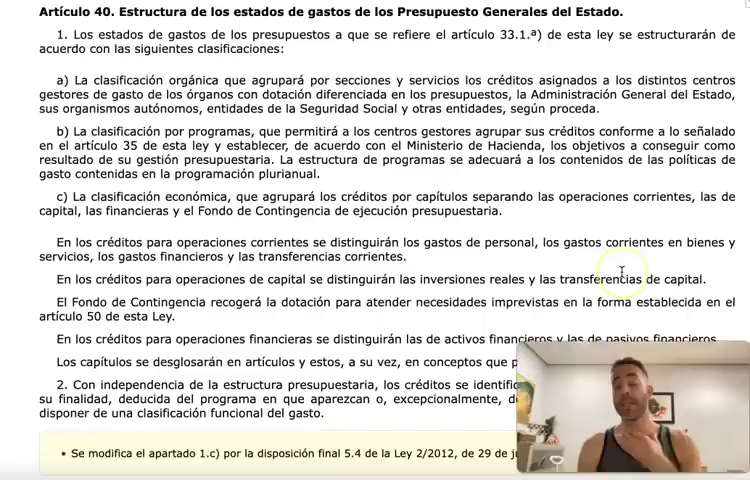 Artículo 40. Estructura de los estados de gastos de los Presupuesto Generales del Estado.
1. Los estados de gastos de los presupuestos a que se refiere el artículo 33.1.ª) de esta ley se estructurarán de
acuerdo con las siguientes clasificaciones:
a) La clasificación orgánica que agrupará por secciones y servicios los créditos asignados a los distintos centros
gestores de gasto de los órganos con dotación diferenciada en los presupuestos, la Administración General del Estado,
sus organismos autónomos, entidades de la Seguridad Social y otras entidades, según proceda.
b) La clasificación por programas, que permitirá a los centros gestores agrupar sus créditos conforme a lo señalado
en el artículo 35 de esta ley y establecer, de acuerdo con el Ministerio de Hacienda, los objetivos a conseguir como
resultado de su gestión presupuestaria. La estructura de programas se adecuará a los contenidos de las políticas de
gasto contenidas en la programación plurianual.
c) La clasificación económica, que agrupará los créditos por capítulos separando las operaciones corrientes, las de
capital, las financieras y el Fondo de Contingencia de ejecución presupuestaria.
En los créditos para operaciones corrientes se distinguirán los gastos de personal, los gastos corrientes en bienes y
servicios, los gastos financieros y las transferencias corrientes.
En los créditos para operaciones de capital se distinguirán las inversiones reales y las transferencias de capital.
El Fondo de Contingencia recogerá la dotación para atender necesidades imprevistas en la forma establecida en el
artículo 50 de esta Ley.
En los créditos para operaciones financieras se distinguirán las de activos financieros y las de pasivos financieros.
Los capítulos se desglosarán en artículos y estos, a su vez, en conceptos que
2. Con independencia de la estructura presupuestaria, los créditos se
su finalidad, deducida del programa en que aparezcan o, excepcionalmente,
disponer de una clasificación funcional del gasto.
• Se modifica el apartado 1.c) por la disposición final 5.4 de la Ley 2/2012, de 29 de